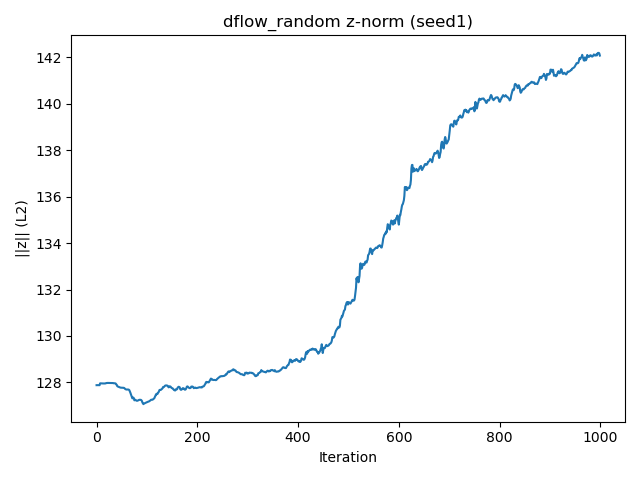 dflow_random z-norm (seed1)
||z|| (L2)
142
140
138
136
134
132
130
128
0 200 400 600 800 1000
Iteration